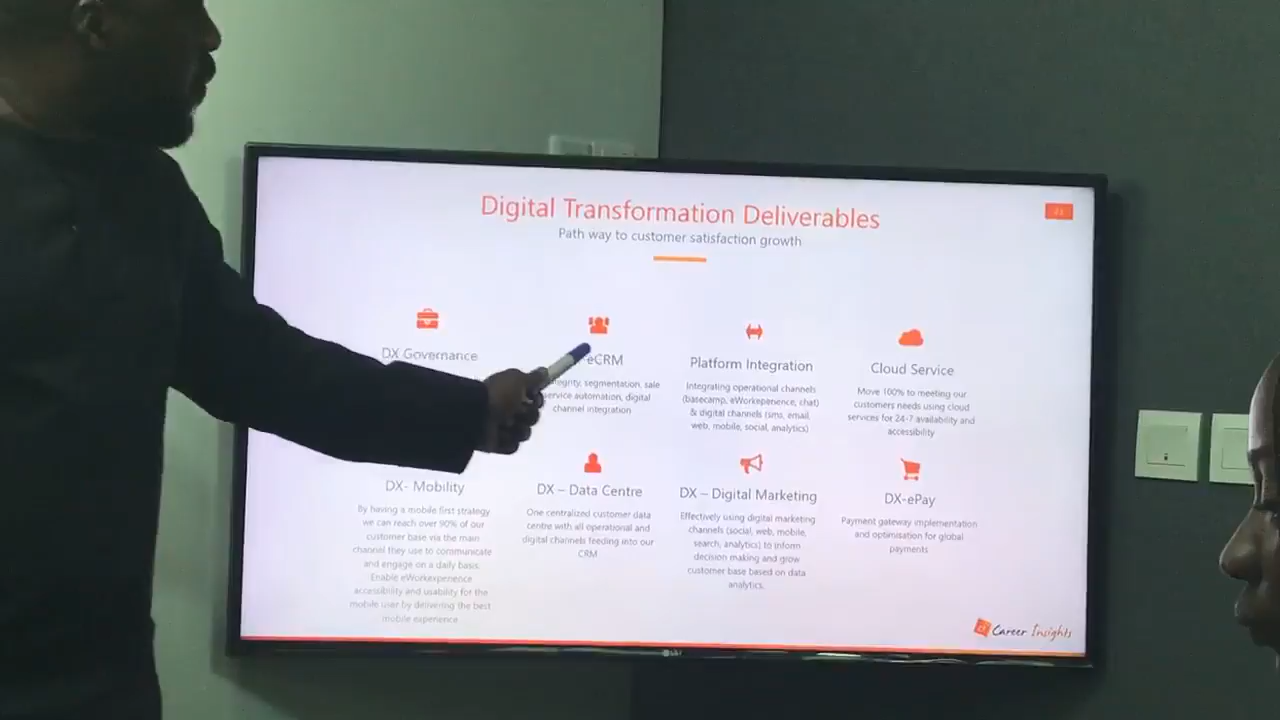 Digital Transformation Deliverables
Path way to customer satisfaction growth
DX Governance
eCRM
Integrity, segmentation, sale
service automation, digital
channel integration
Platform Integration
Integrating operational channels
(basecamp, eWorkexperience, chat)
& digital channels (sms, email,
web, mobile, social, analytics)
Cloud Service
Move 100% to meeting our
customers needs using cloud
services for 24-7 availability and
accessibility
DX- Mobility
By having a mobile first strategy
we can reach over 90% of our
customer base via the main
channel they use to communicate
and engage on a daily basis.
Enable eWorkexperience
accessibility and usability for the
mobile user by delivering the best
mobile experience
DX – Data Centre
One centralized customer data
centre with all operational and
digital channels feeding into our
CRM
DX – Digital Marketing
Effectively using digital marketing
channels (social, web, mobile,
search, analytics) to inform
decision making and grow
customer base based on data
analytics.
DX-ePay
Payment gateway implementation
and optimisation for global
payments
Career Insights
LG